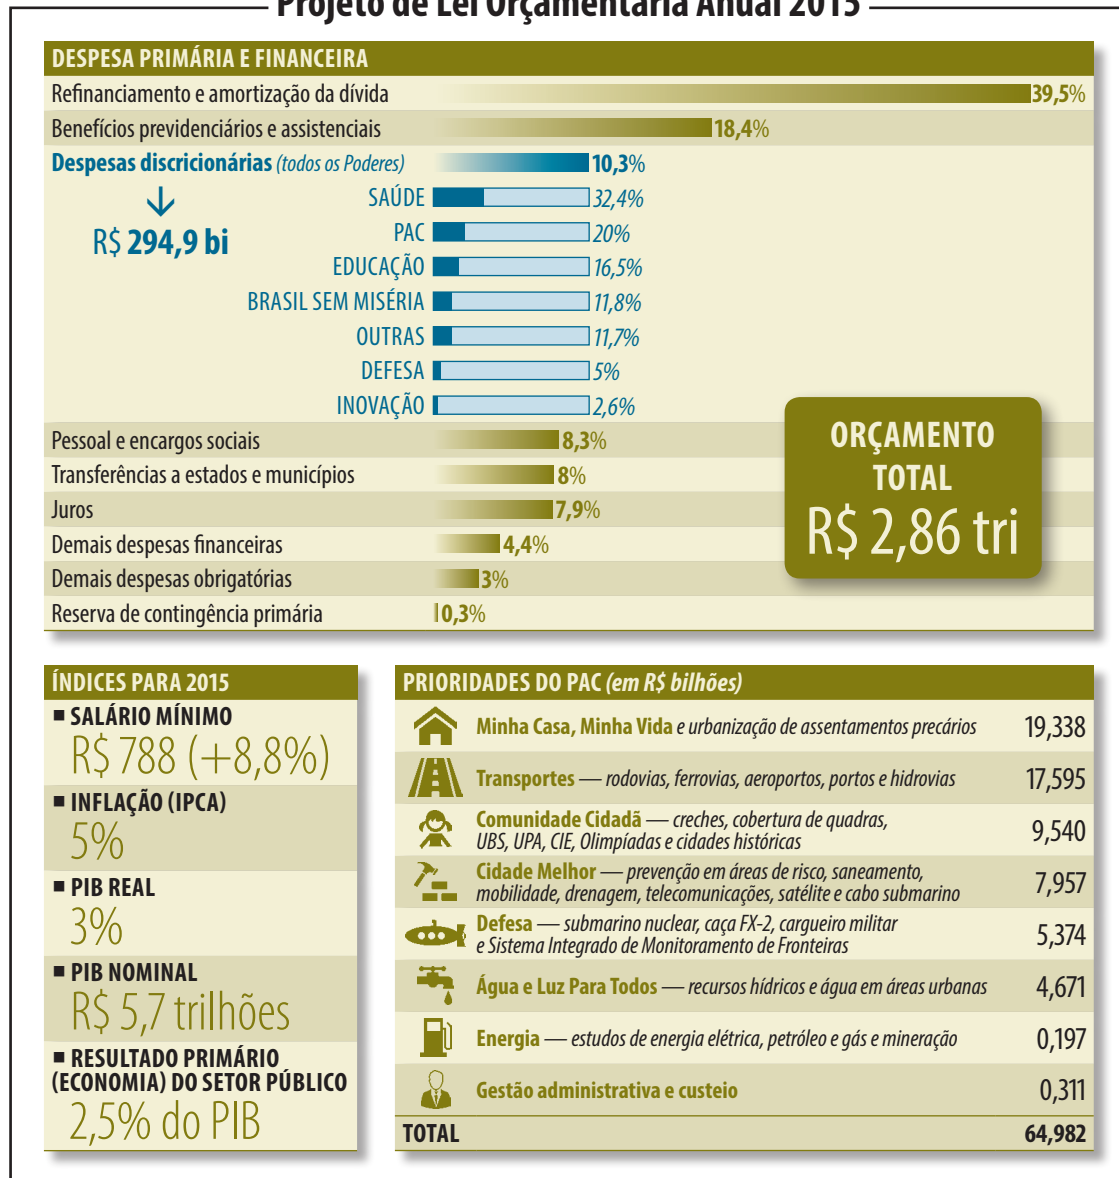 Projeto de Lei Orçamentária Anual 2015
DESPESA PRIMÁRIA E FINANCEIRA
Refinanciamento e amortização da dívida 39,5%
Benefícios previdenciários e assistenciais 18,4%
Despesas discricionárias (todos os Poderes) 10,3%
R$ 294,9 bi
SAÚDE 32,4%
PAC 20%
EDUCAÇÃO 16,5%
BRASIL SEM MISÉRIA 11,8%
OUTRAS 11,7%
DEFESA 5%
INOVAÇÃO 2,6%
Pessoal e encargos sociais 8,3%
Transferências a estados e municípios 8%
Juros 7,9%
Demais despesas financeiras 4,4%
Demais despesas obrigatórias 3%
Reserva de contingência primária 0,3%
ORÇAMENTO
TOTAL
R$ 2,86 tri
ÍNDICES PARA 2015
SALÁRIO MÍNIMO
R$ 788 (+8,8%)
INFLAÇÃO (IPCA)
5%
PIB REAL
3%
PIB NOMINAL
R$ 5,7 trilhões
RESULTADO PRIMÁRIO
(ECONOMIA) DO SETOR PÚBLICO
2,5% do PIB
PRIORIDADES DO PAC (em R$ bilhões)
Minha Casa, Minha Vida e urbanização de assentamentos precários 19,338
Transportes — rodovias, ferrovias, aeroportos, portos e hidrovias 17,595
Comunidade Cidadã — creches, cobertura de quadras,
UBS, UPA, CIE, Olimpíadas e cidades históricas 9,540
Cidade Melhor — prevenção em áreas de risco, saneamento,
mobilidade, drenagem, telecomunicações, satélite e cabo submarino 7,957
Defesa — submarino nuclear, caça FX-2, cargueiro militar
e Sistema Integrado de Monitoramento de Fronteiras 5,374
Água e Luz Para Todos — recursos hídricos e água em áreas urbanas 4,671
Energia — estudos de energia elétrica, petróleo e gás e mineração 0,197
Gestão administrativa e custeio 0,311
TOTAL 64,982